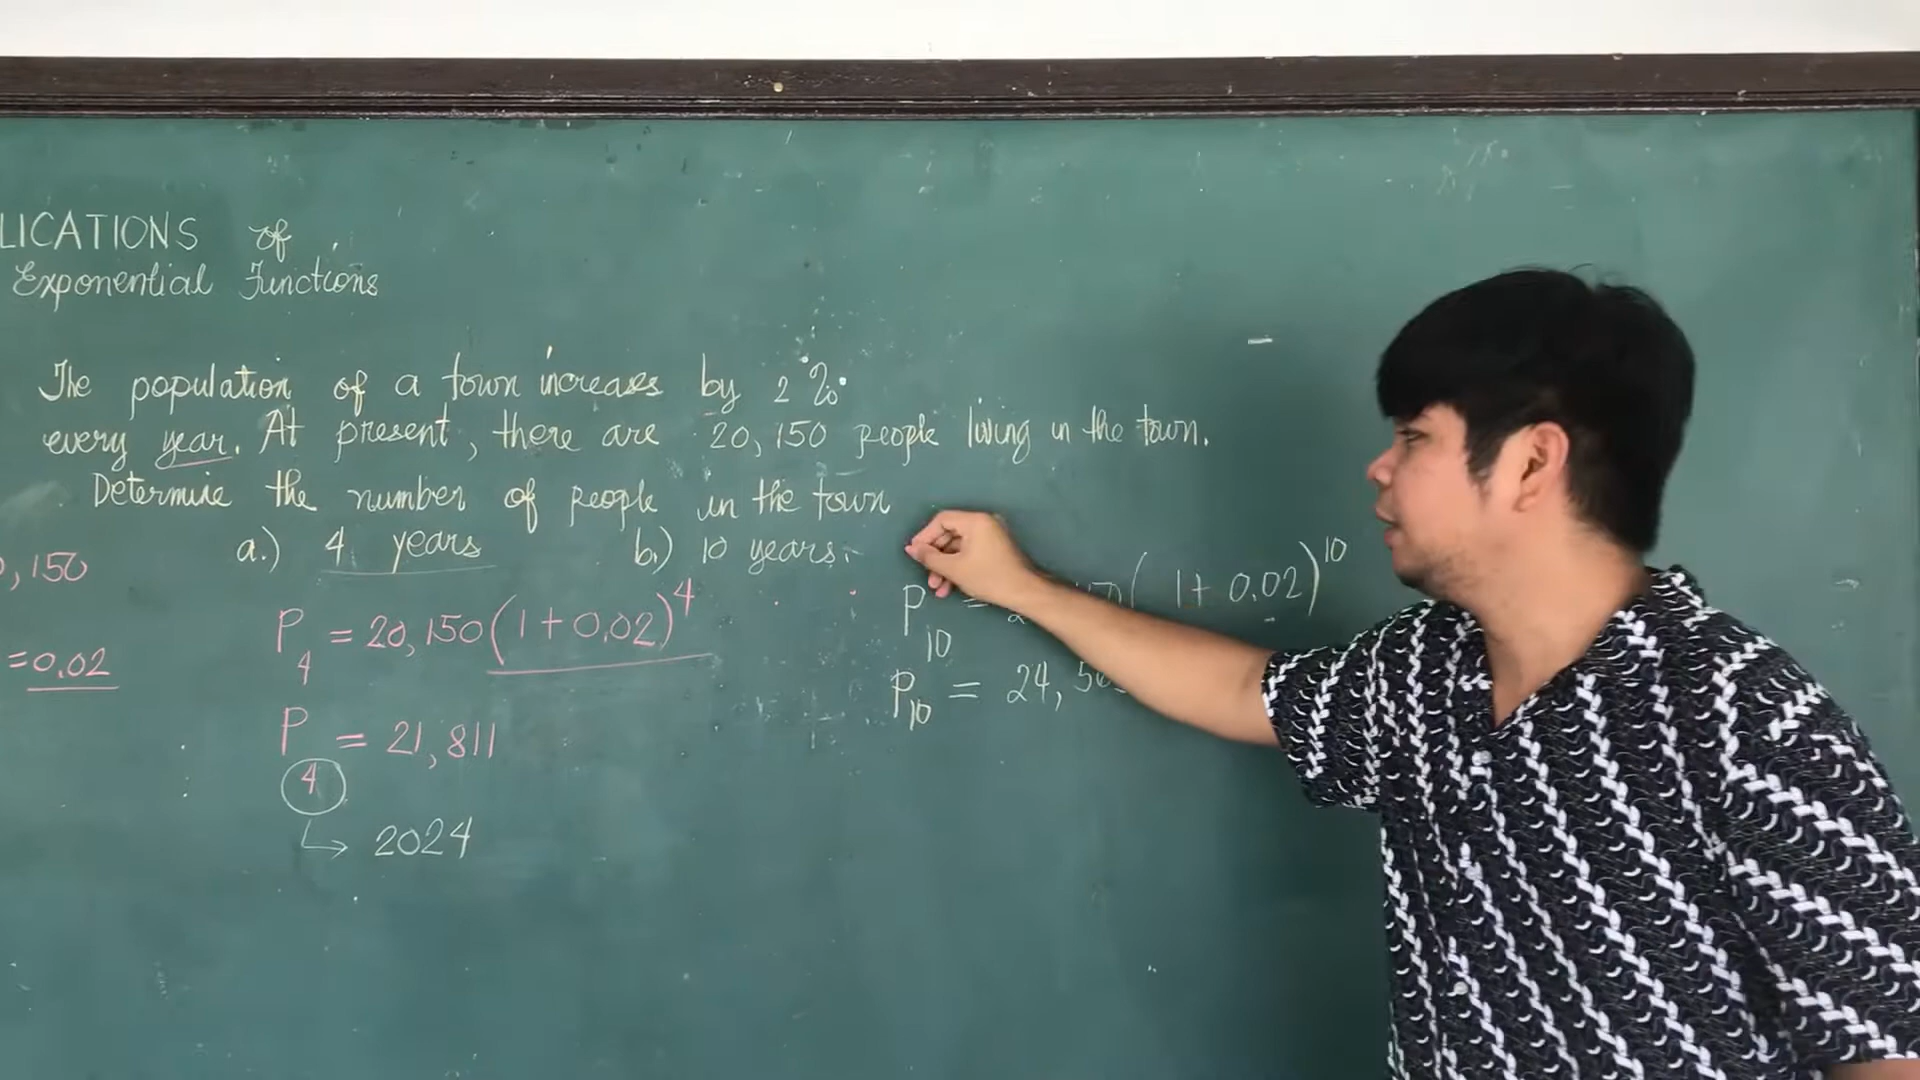 LICATIONS of
Exponential Functions
The population of a town increases by 2%
every year. At present, there are 20,150 people living in the town.
Determine the number of people in the town
a.) 4 years b.) 10 years.
,150
=0.02
P4 = 20,150(1+0.02)^4
P4 = 21,811
2024
P10 = (1+0.02)^10
P10 = 24,5